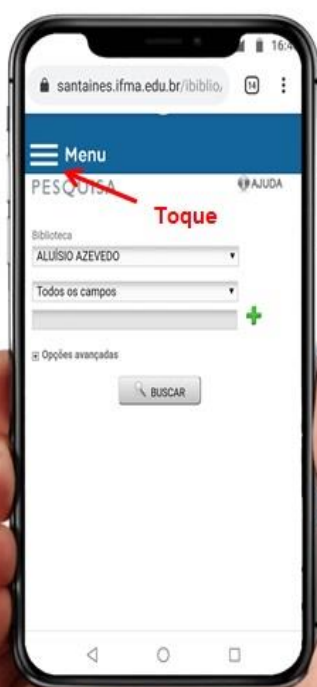 16:4
santaines.ifma.edu.br/ibiblio/
14
Menu
PESQUISA
AJUDA
Toque
Biblioteca
ALUÍSIO AZEVEDO
Todos os campos
Opções avançadas
BUSCAR